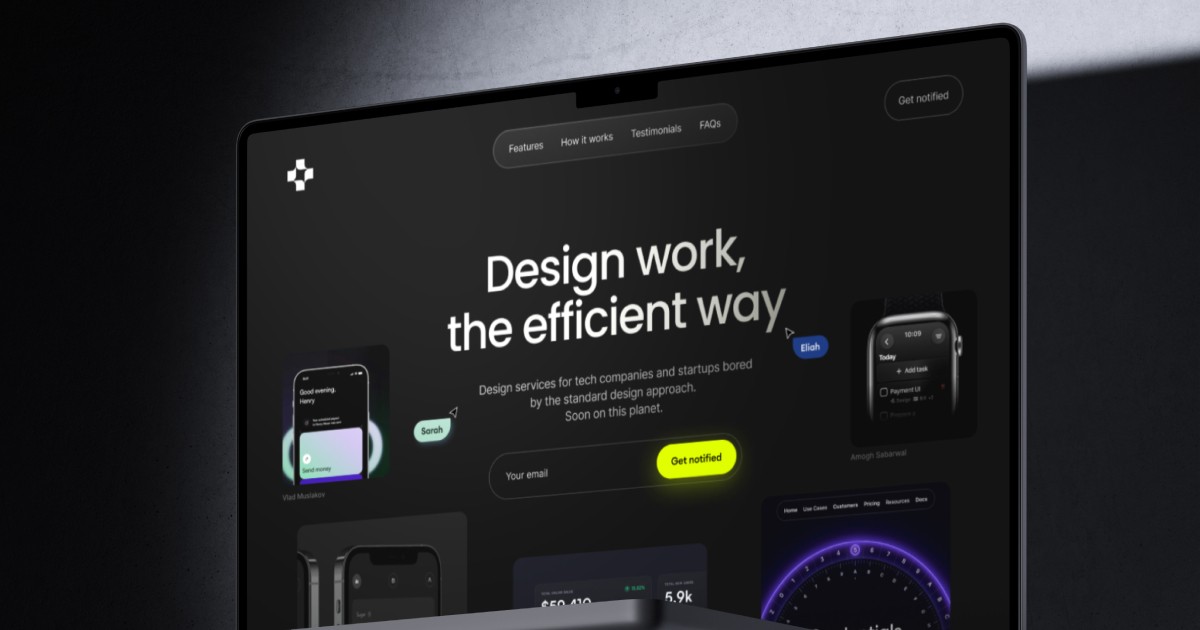 Get notified
Features How it works Testimonials FAQs
Design work,
the efficient way
Eliah
Sarah
Design services for tech companies and startups bored
by the standard design approach.
Soon on this planet.
Your email
Get notified
Good evening,
Henry
Send money
Vlad Musiakov
10:09
Today
+ Add task
Payment UI
Amogh Sabarwal
Home Use Cases Customers Pricing Resources Docs
$59,410
5.9k